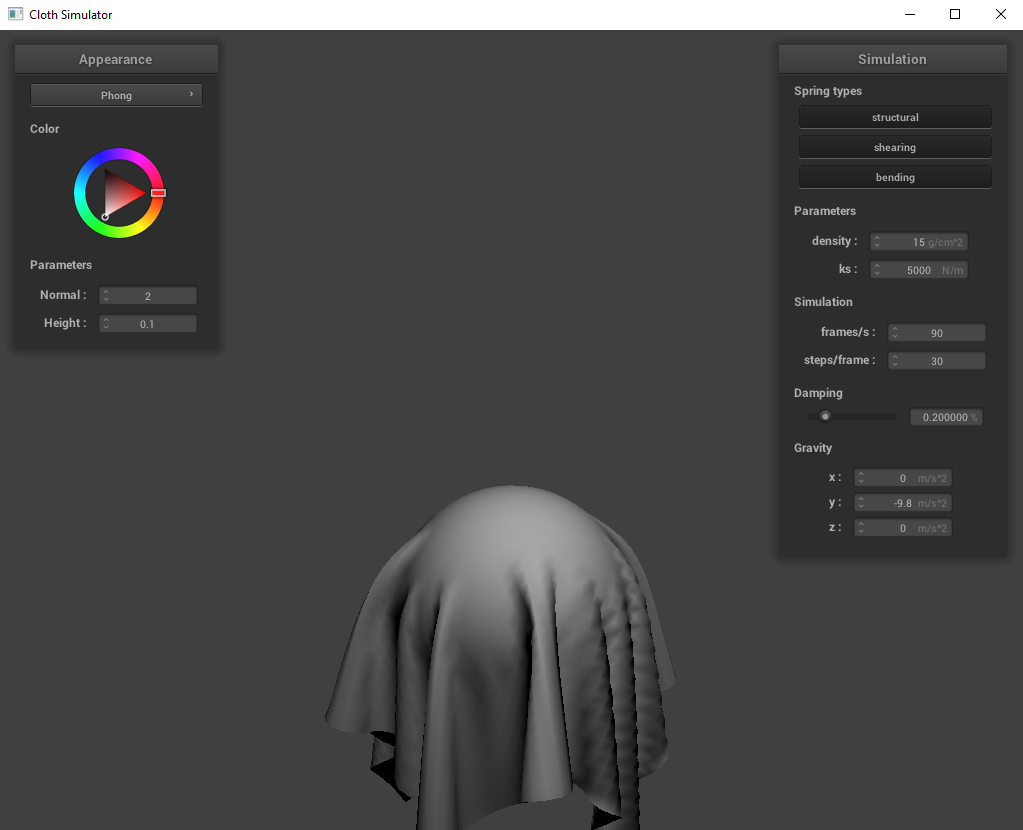 Cloth Simulator
Appearance
Phong
Color
Parameters
Normal : 2
Height : 0.1
Simulation
Spring types
structural
shearing
bending
Parameters
density : 15 g/cm^2
ks : 5000 N/m
Simulation
frames/s : 90
steps/frame : 30
Damping
0.200000 %
Gravity
x : 0 m/s^2
y : -9.8 m/s^2
z : 0 m/s^2